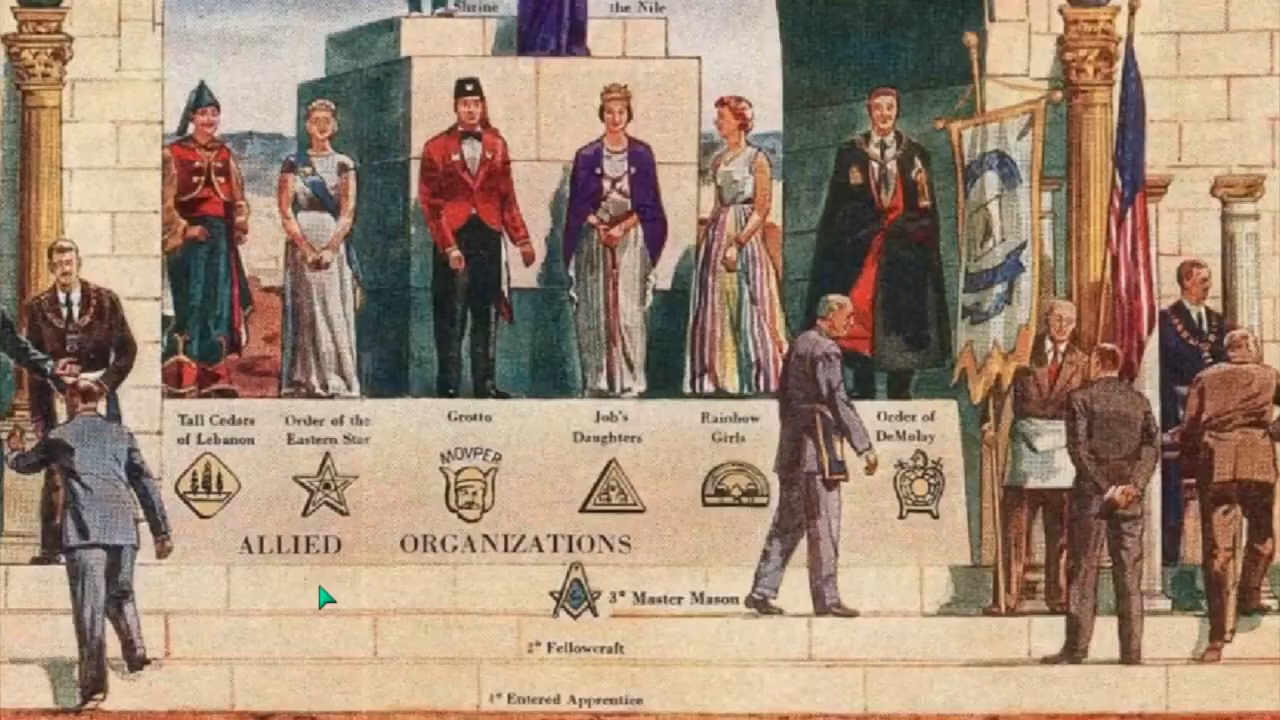 Shrine
the Nile
Tall Cedars
of Lebanon
Order of the
Eastern Star
Grotto
Job's
Daughters
Rainbow
Girls
Order of
DeMolay
MOVPER
ALLIED ORGANIZATIONS
3° Master Mason
2° Fellowcraft
1° Entered Apprentice